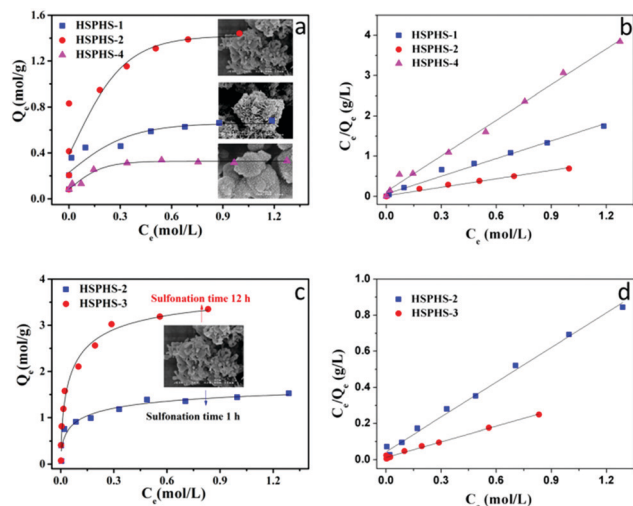 HSPHS-1
HSPHS-2
HSPHS-4
a
Qe(mol/g)
1.6
1.2
0.8
0.4
0.0
0.0 0.3 0.6 0.9 1.2
Ce(mol/L)
HSPHS-1
HSPHS-2
HSPHS-4
b
Ce/Qe (g/L)
4
2
0
0.0 0.3 0.6 0.9 1.2
Ce (mol/L)
HSPHS-2
HSPHS-3
c
Sulfonation time 12 h
Sulfonation time 1 h
Qe(mol/g)
4
3
2
1
0
0.0 0.3 0.6 0.9 1.2
Ce(mol/L)
HSPHS-2
HSPHS-3
d
Ce/Qe (g/L)
0.8
0.6
0.4
0.2
0.0
0.0 0.3 0.6 0.9 1.2
Ce(mol/L)